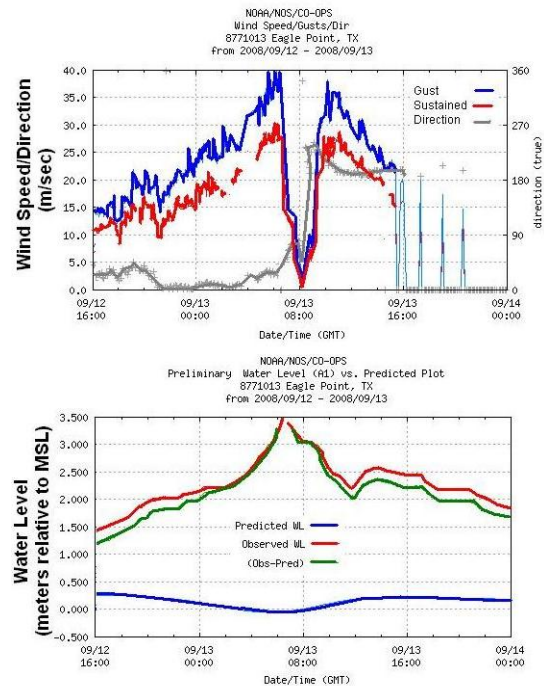 NOAA/NOS/CO-OPS
Wind Speed/Gusts/Dir
8771013 Eagle Point, TX
from 2008/09/12 - 2008/09/13
Wind Speed/Direction
(m/sec)
40.0
35.0
30.0
25.0
20.0
15.0
10.0
5.0
0.0
Gust
Sustained
Direction
360
270
180
90
0
direction (true)
09/12 09/13 09/13 09/13 09/14
16:00 00:00 08:00 16:00 00:00
Date/Time (GMT)
NOAA/NOS/CO-OPS
Preliminary Water Level (A1) vs. Predicted Plot
8771013 Eagle Point, TX
from 2008/09/12 - 2008/09/13
Water Level
(meters relative to MSL)
3.500
3.000
2.500
2.000
1.500
1.000
0.500
0.000
-0.500
Predicted WL
Observed WL
(Obs-Pred)
09/12 09/13 09/13 09/13 09/14
16:00 00:00 08:00 16:00 00:00
Date/Time (GMT)